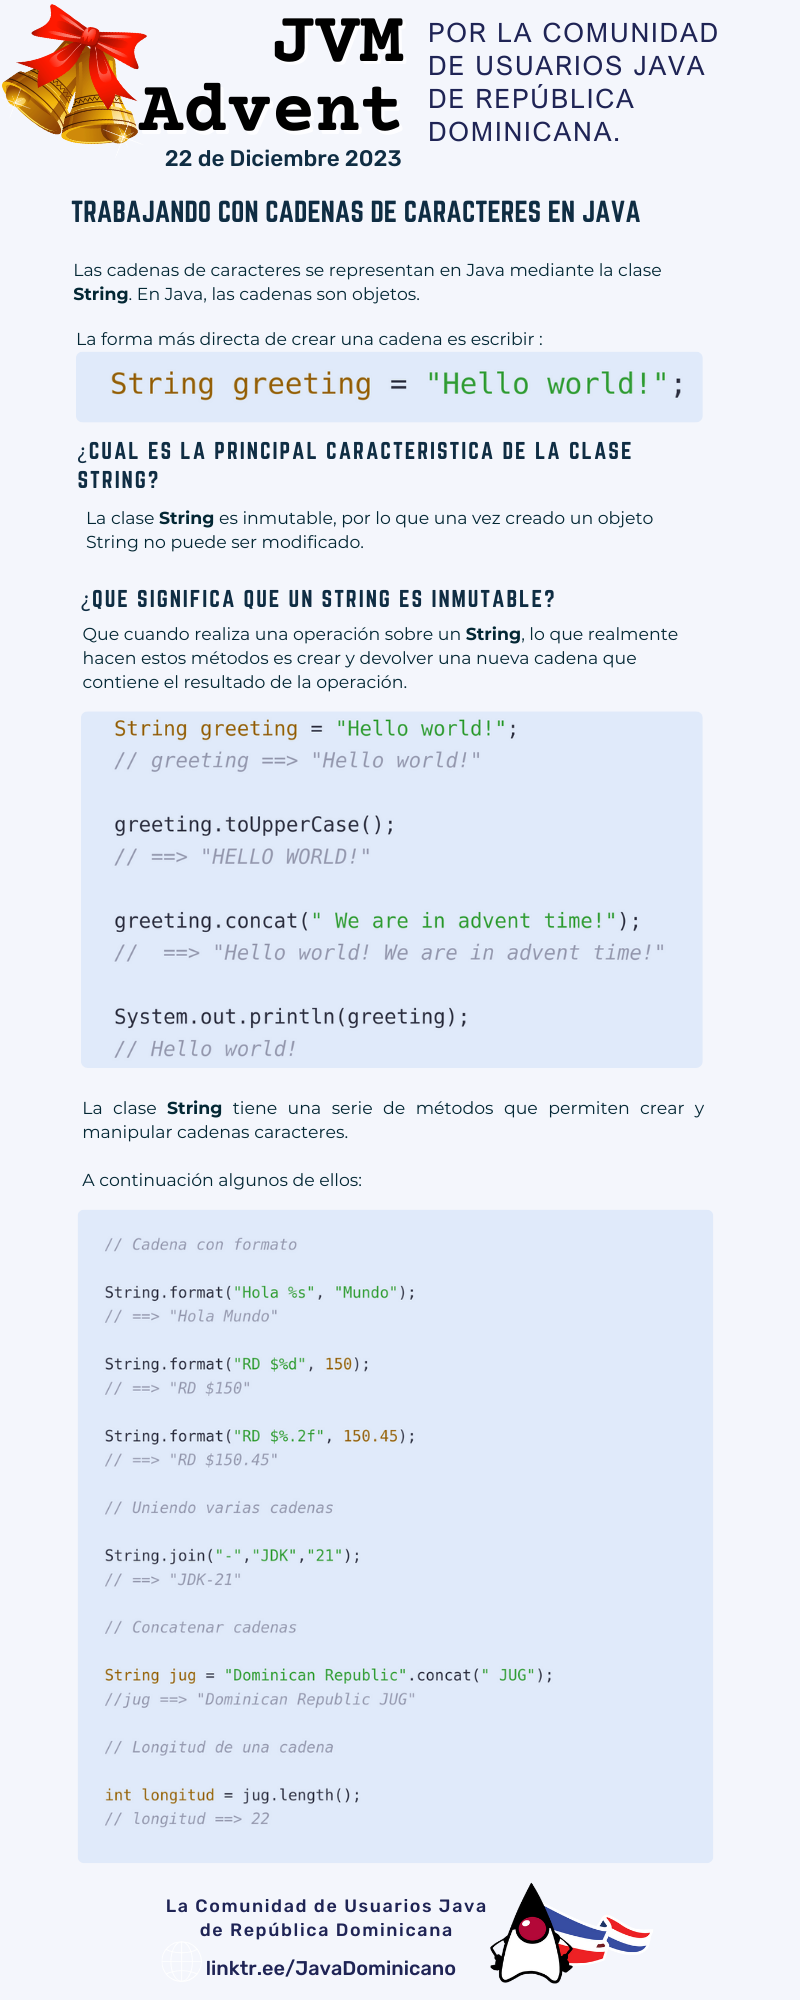 JVM
Advent
22 de Diciembre 2023
POR LA COMUNIDAD
DE USUARIOS JAVA
DE REPÚBLICA
DOMINICANA.
TRABAJANDO CON CADENAS DE CARACTERES EN JAVA
Las cadenas de caracteres se representan en Java mediante la clase
String. En Java, las cadenas son objetos.
La forma más directa de crear una cadena es escribir :
String greeting = "Hello world!";
¿CUAL ES LA PRINCIPAL CARACTERISTICA DE LA CLASE
STRING?
La clase String es inmutable, por lo que una vez creado un objeto
String no puede ser modificado.
¿QUE SIGNIFICA QUE UN STRING ES INMUTABLE?
Que cuando realiza una operación sobre un String, lo que realmente
hacen estos métodos es crear y devolver una nueva cadena que
contiene el resultado de la operación.
String greeting = "Hello world!";
// greeting ==> "Hello world!"
greeting.toUpperCase();
// ==> "HELLO WORLD!"
greeting.concat(" We are in advent time!");
//  ==> "Hello world! We are in advent time!"
System.out.println(greeting);
// Hello world!
La clase String tiene una serie de métodos que permiten crear y
manipular cadenas caracteres.
A continuación algunos de ellos:
// Cadena con formato
String.format("Hola %s", "Mundo");
// ==> "Hola Mundo"
String.format("RD $%d", 150);
// ==> "RD $150"
String.format("RD $%.2f", 150.45);
// ==> "RD $150.45"
// Uniendo varias cadenas
String.join("-","JDK","21");
// ==> "JDK-21"
// Concatenar cadenas
String jug = "Dominican Republic".concat(" JUG");
//jug ==> "Dominican Republic JUG"
// Longitud de una cadena
int longitud = jug.length();
// longitud ==> 22
La Comunidad de Usuarios Java
de República Dominicana
linktr.ee/JavaDominicano